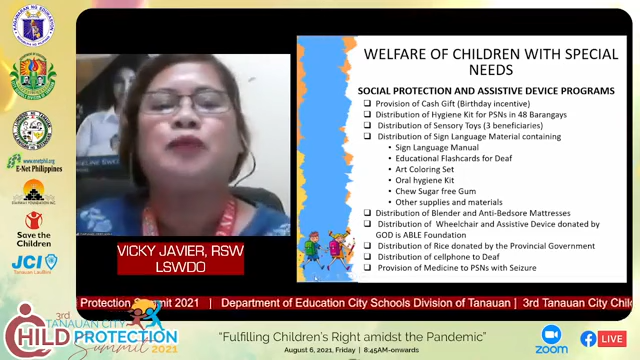 KAGAWARAN NG EDUKASYON
E-Net Philippines
Save the
Children
JCI
Tanauan
WELFARE OF CHILDREN WITH SPECIAL
NEEDS
SOCIAL PROTECTION AND ASSISTIVE DEVICE PROGRAMS
Provision of Cash Gift (Birthday incentive)
Distribution of Hygiene Kit for PSNs in 48 Barangays
Distribution of Sensory Toys (3 beneficiaries)
Distribution of Sign Language Material containing
• Sign Language Manual
• Educational Flashcards for Deaf
• Art Coloring Set
• Oral hygiene Kit
• Chew Sugar free Gum
• Other supplies and materials
Distribution of Blender and Anti-Bedsore Mattresses
Distribution of Wheelchair and Assistive Device donated by
GOD is ABLE Foundation
Distribution of Rice donated by the Provincial Government
Distribution of cellphone to Deaf
Provision of Medicine to PSNs with Seizure
VICKY JAVIER, RSW
LSWDO
Protection Summit 2021 | Department of Education City Schools Division of Tanauan | 3rd Tanauan City Chil
3rd
TANAUAN CITY
CHILD PROTECTION
Summit 2021
“Fulfilling Children's Right amidst the Pandemic”
August 6, 2021, Friday | 8:45AM-onwards
zoom
LIVE